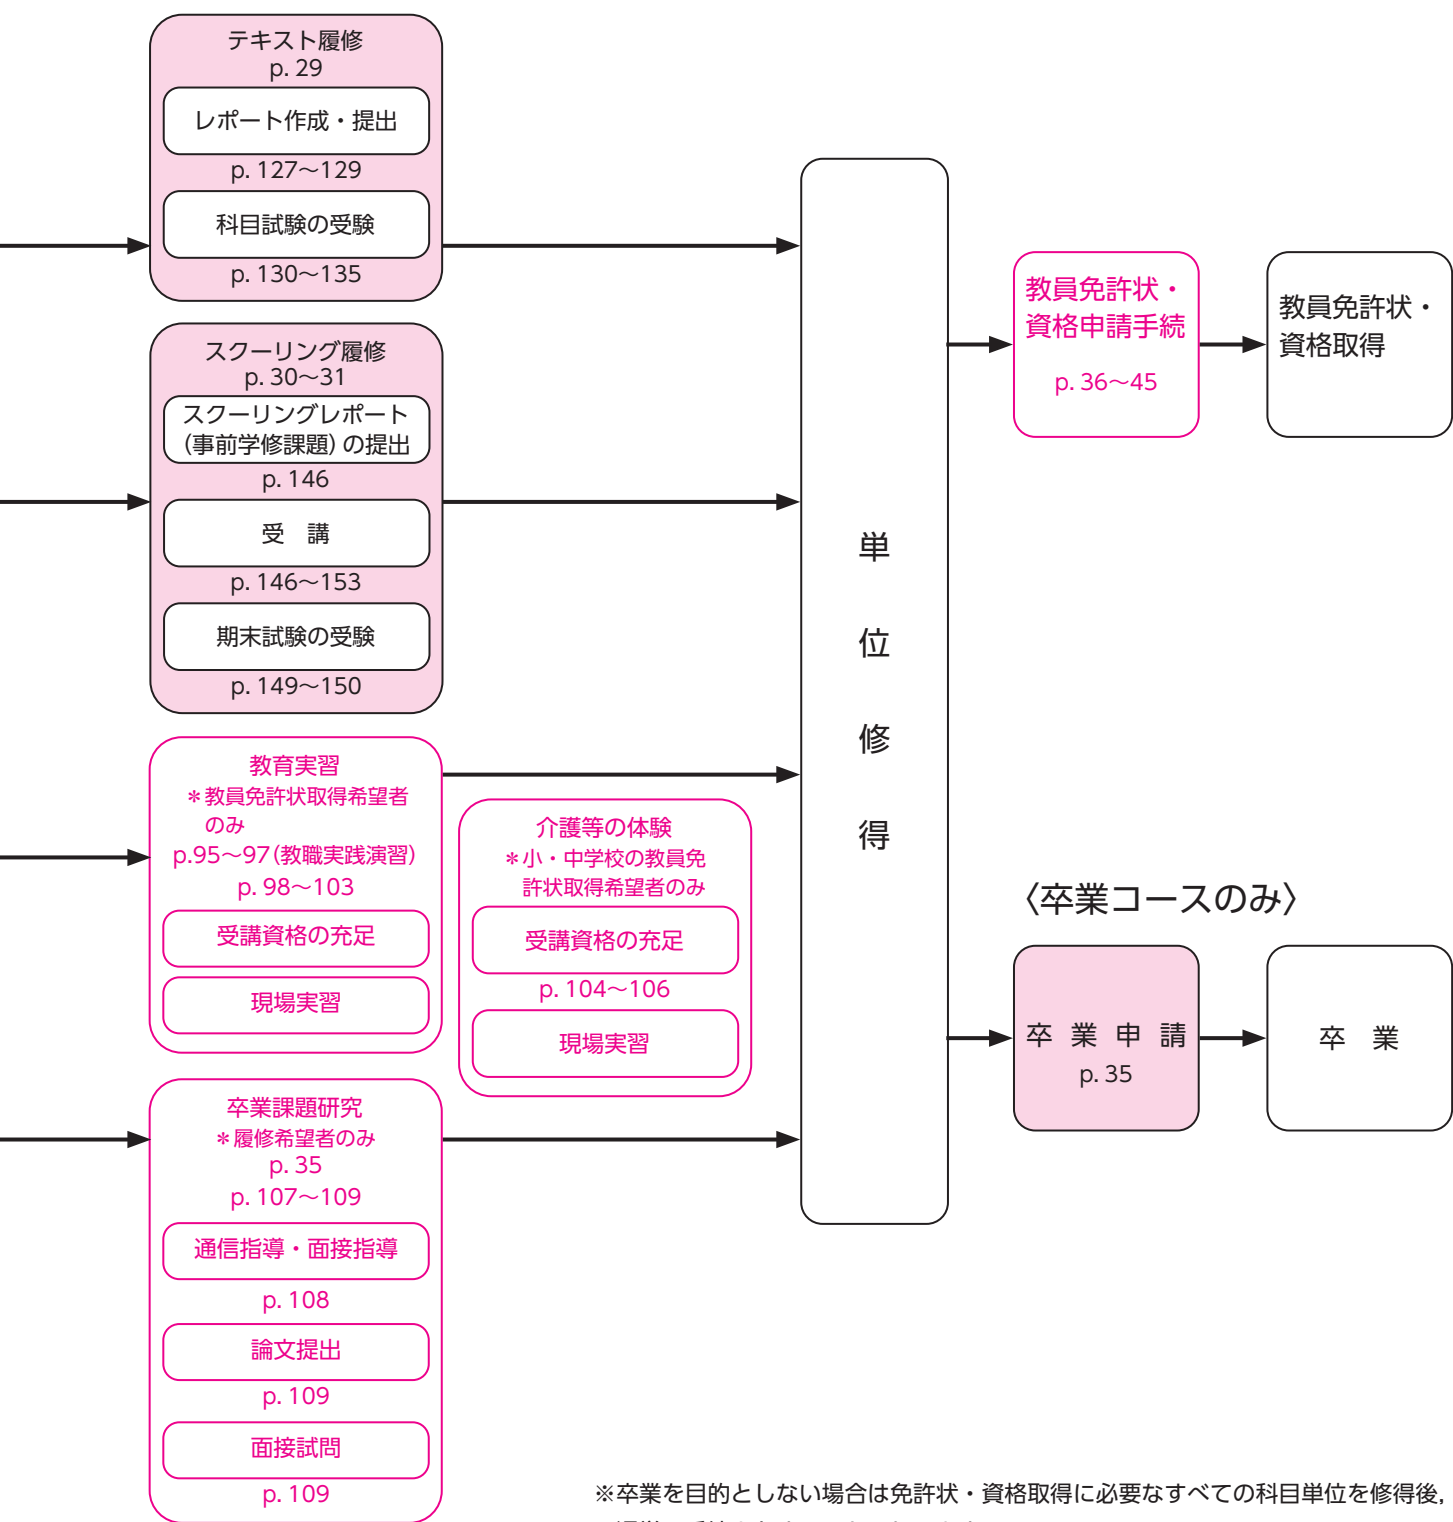 テキスト履修
p. 29
レポート作成・提出
p. 127〜129
科目試験の受験
p. 130〜135
スクーリング履修
p. 30〜31
スクーリングレポート
(事前学修課題)の提出
p. 146
受　講
p. 146〜153
期末試験の受験
p. 149〜150
教育実習
＊教員免許状取得希望者
のみ
p.95〜97(教職実践演習)
p. 98〜103
受講資格の充足
現場実習
介護等の体験
＊小・中学校の教員免
許状取得希望者のみ
受講資格の充足
p. 104〜106
現場実習
卒業課題研究
＊履修希望者のみ
p. 35
p. 107〜109
通信指導・面接指導
p. 108
論文提出
p. 109
面接試問
p. 109
単位修得
教員免許状・
資格申請手続
p. 36〜45
教員免許状・
資格取得
〈卒業コースのみ〉
卒業申請
p. 35
卒　業
※卒業を目的としない場合は免許状・資格取得に必要なすべての科目単位を修得後,